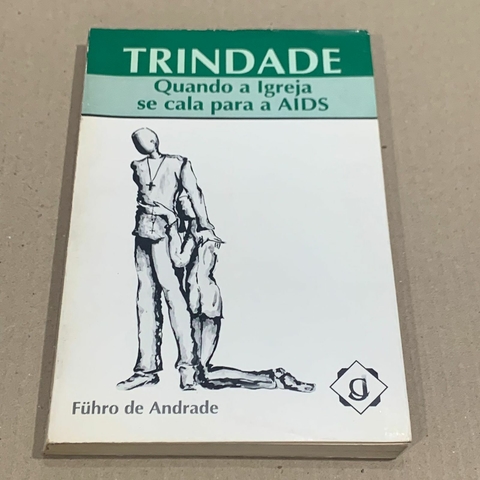 TRINDADE
Quando a Igreja
se cala para a AIDS
Führo de Andrade